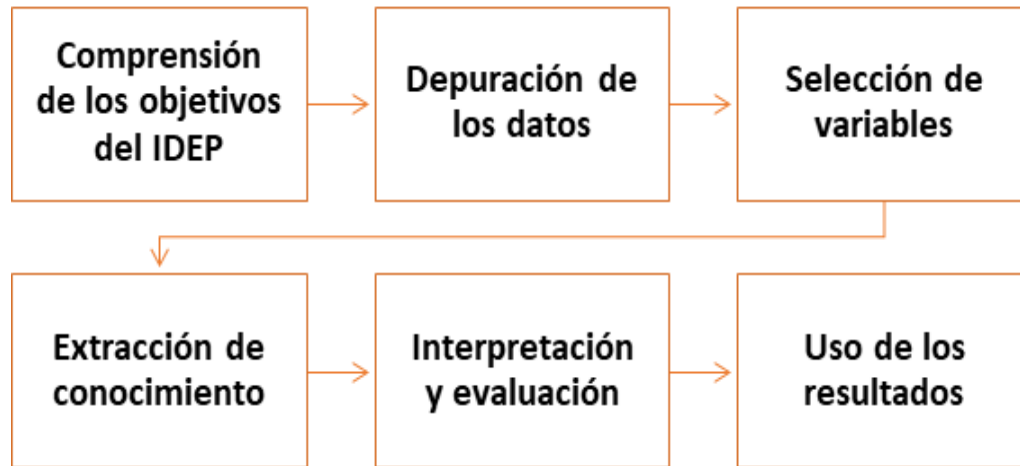 Comprensión
de los objetivos
del IDEP
Depuración de
los datos
Selección de
variables
Extracción de
conocimiento
Interpretación
y evaluación
Uso de los
resultados